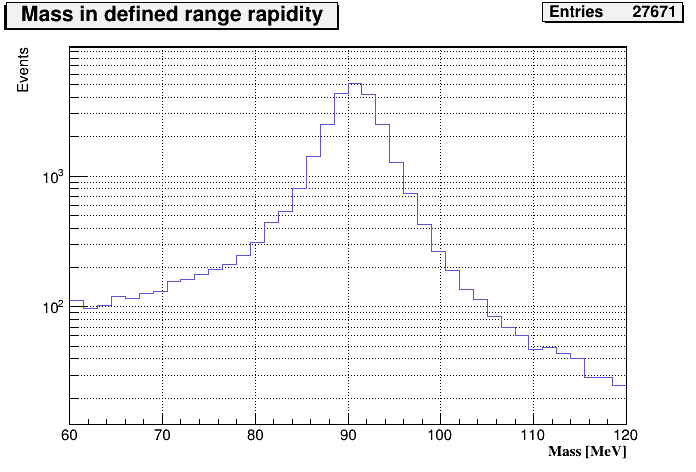 Mass in defined range rapidity
Entries 27671
Events
10³
10²
60 70 80 90 100 110 120
Mass [MeV]